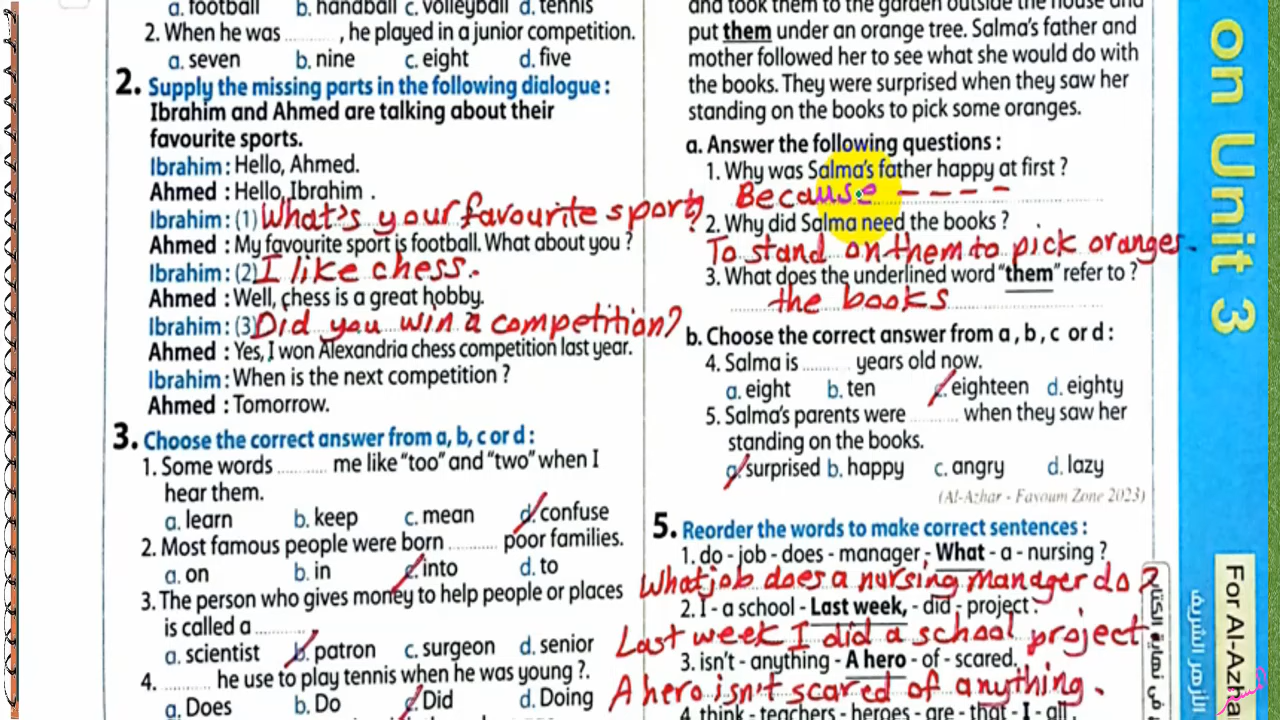 a. football b. handball c. volleyball d. tennis
2. When he was ........ , he played in a junior competition.
a. seven b. nine c. eight d. five
2. Supply the missing parts in the following dialogue :
Ibrahim and Ahmed are talking about their
favourite sports.
Ibrahim : Hello, Ahmed.
Ahmed : Hello, Ibrahim .
Ibrahim : (1) What's your favourite sport?
Ahmed : My favourite sport is football. What about you ?
Ibrahim : (2) I like chess.
Ahmed : Well, chess is a great hobby.
Ibrahim : (3) Did you win a competition?
Ahmed : Yes, I won Alexandria chess competition last year.
Ibrahim : When is the next competition ?
Ahmed : Tomorrow.
3. Choose the correct answer from a, b, c or d :
1. Some words .......... me like “too” and “two” when I
hear them.
a. learn b. keep c. mean d. confuse
2. Most famous people were born .......... poor families.
a. on b. in c. into d. to
3. The person who gives money to help people or places
is called a ..........
a. scientist b. patron c. surgeon d. senior
4. .......... he use to play tennis when he was young ?.
a. Does b. Do c. Did d. Doing
and took them to the garden outside the house and
put them under an orange tree. Salma's father and
mother followed her to see what she would do with
the books. They were surprised when they saw her
standing on the books to pick some oranges.
a. Answer the following questions :
1. Why was Salma's father happy at first ?
Because - - - -
2. Why did Salma need the books ?
To stand on them to pick oranges.
3. What does the underlined word “them” refer to ?
the books
b. Choose the correct answer from a , b , c or d :
4. Salma is ......... years old now.
a. eight b. ten c. eighteen d. eighty
5. Salma's parents were ......... when they saw her
standing on the books.
a. surprised b. happy c. angry d. lazy
(Al-Azhar - Fayoum Zone 2023)
5. Reorder the words to make correct sentences :
1. do - job - does - manager - What - a - nursing ?
What job does a nursing manager do ?
2. I - a school - Last week, - did - project .
Last week I did a school project
3. isn't - anything - A hero - of - scared.
A hero isn't scared of anything.
4. think - teachers - heroes - are - that - I - all
on Unit 3
For Al-Azha
الأزهر الشريف
فى نهاية الكتا